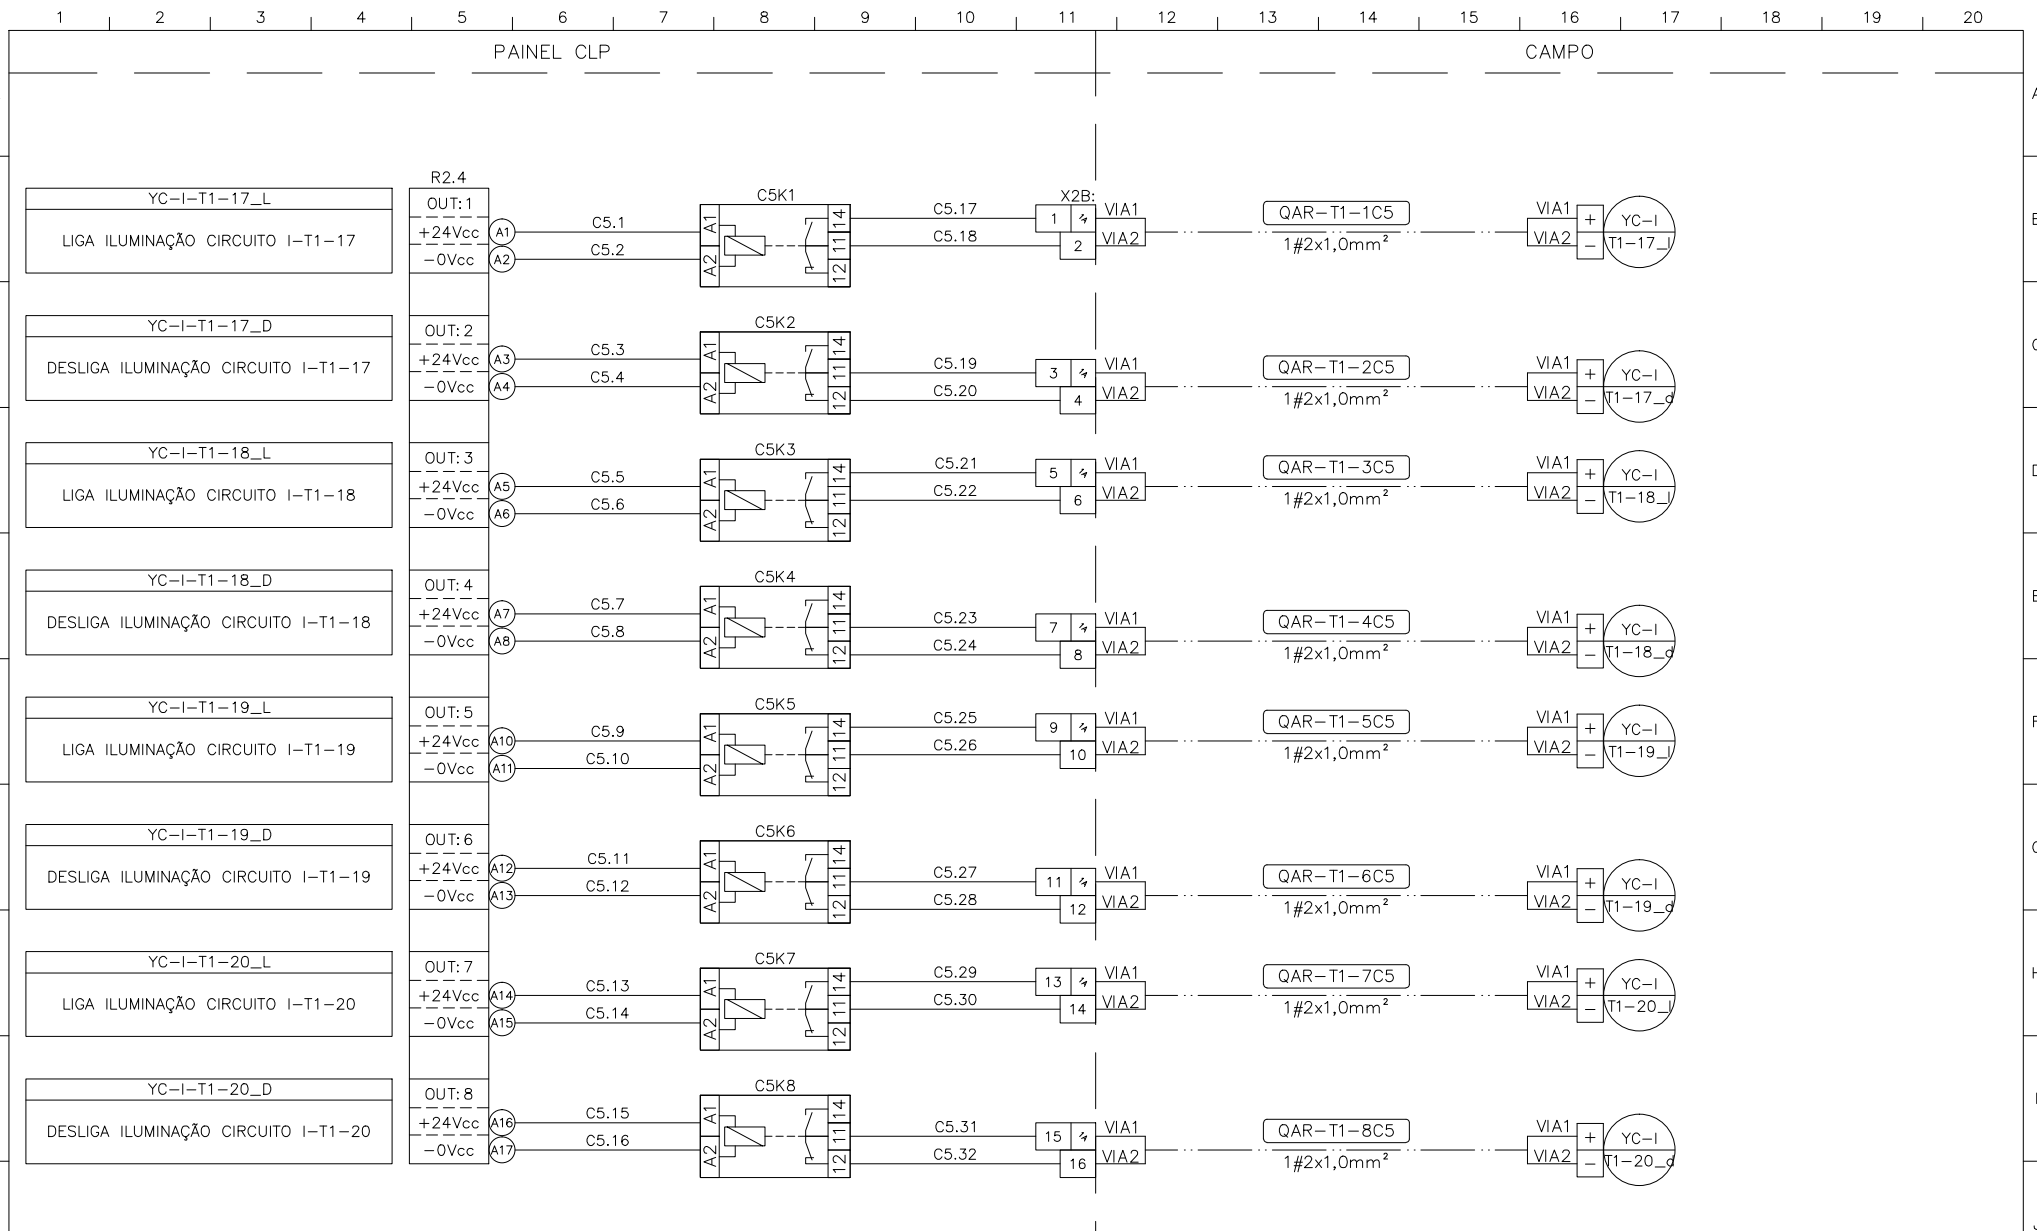 1 2 3 4 5 6 7 8 9 10 11 12 13 14 15 16 17 18 19 20
PAINEL CLP CAMPO
R2.4
YC-I-T1-17_L
LIGA ILUMINAÇÃO CIRCUITO I-T1-17
OUT:1
+24Vcc A1 C5.1
-0Vcc A2 C5.2
C5K1
A1 A2 14 11 12
C5.17
C5.18
X2B:
1 VIA1
2 VIA2
QAR-T1-1C5
1#2x1,0mm²
VIA1 +
VIA2 -
YC-I
T1-17_l
YC-I-T1-17_D
DESLIGA ILUMINAÇÃO CIRCUITO I-T1-17
OUT:2
+24Vcc A3 C5.3
-0Vcc A4 C5.4
C5K2
A1 A2 14 11 12
C5.19
C5.20
3 VIA1
4 VIA2
QAR-T1-2C5
1#2x1,0mm²
VIA1 +
VIA2 -
YC-I
T1-17_d
YC-I-T1-18_L
LIGA ILUMINAÇÃO CIRCUITO I-T1-18
OUT:3
+24Vcc A5 C5.5
-0Vcc A6 C5.6
C5K3
A1 A2 14 11 12
C5.21
C5.22
5 VIA1
6 VIA2
QAR-T1-3C5
1#2x1,0mm²
VIA1 +
VIA2 -
YC-I
T1-18_l
YC-I-T1-18_D
DESLIGA ILUMINAÇÃO CIRCUITO I-T1-18
OUT:4
+24Vcc A7 C5.7
-0Vcc A8 C5.8
C5K4
A1 A2 14 11 12
C5.23
C5.24
7 VIA1
8 VIA2
QAR-T1-4C5
1#2x1,0mm²
VIA1 +
VIA2 -
YC-I
T1-18_d
YC-I-T1-19_L
LIGA ILUMINAÇÃO CIRCUITO I-T1-19
OUT:5
+24Vcc A10 C5.9
-0Vcc A11 C5.10
C5K5
A1 A2 14 11 12
C5.25
C5.26
9 VIA1
10 VIA2
QAR-T1-5C5
1#2x1,0mm²
VIA1 +
VIA2 -
YC-I
T1-19_l
YC-I-T1-19_D
DESLIGA ILUMINAÇÃO CIRCUITO I-T1-19
OUT:6
+24Vcc A12 C5.11
-0Vcc A13 C5.12
C5K6
A1 A2 14 11 12
C5.27
C5.28
11 VIA1
12 VIA2
QAR-T1-6C5
1#2x1,0mm²
VIA1 +
VIA2 -
YC-I
T1-19_d
YC-I-T1-20_L
LIGA ILUMINAÇÃO CIRCUITO I-T1-20
OUT:7
+24Vcc A14 C5.13
-0Vcc A15 C5.14
C5K7
A1 A2 14 11 12
C5.29
C5.30
13 VIA1
14 VIA2
QAR-T1-7C5
1#2x1,0mm²
VIA1 +
VIA2 -
YC-I
T1-20_l
YC-I-T1-20_D
DESLIGA ILUMINAÇÃO CIRCUITO I-T1-20
OUT:8
+24Vcc A16 C5.15
-0Vcc A17 C5.16
C5K8
A1 A2 14 11 12
C5.31
C5.32
15 VIA1
16 VIA2
QAR-T1-8C5
1#2x1,0mm²
VIA1 +
VIA2 -
YC-I
T1-20_d